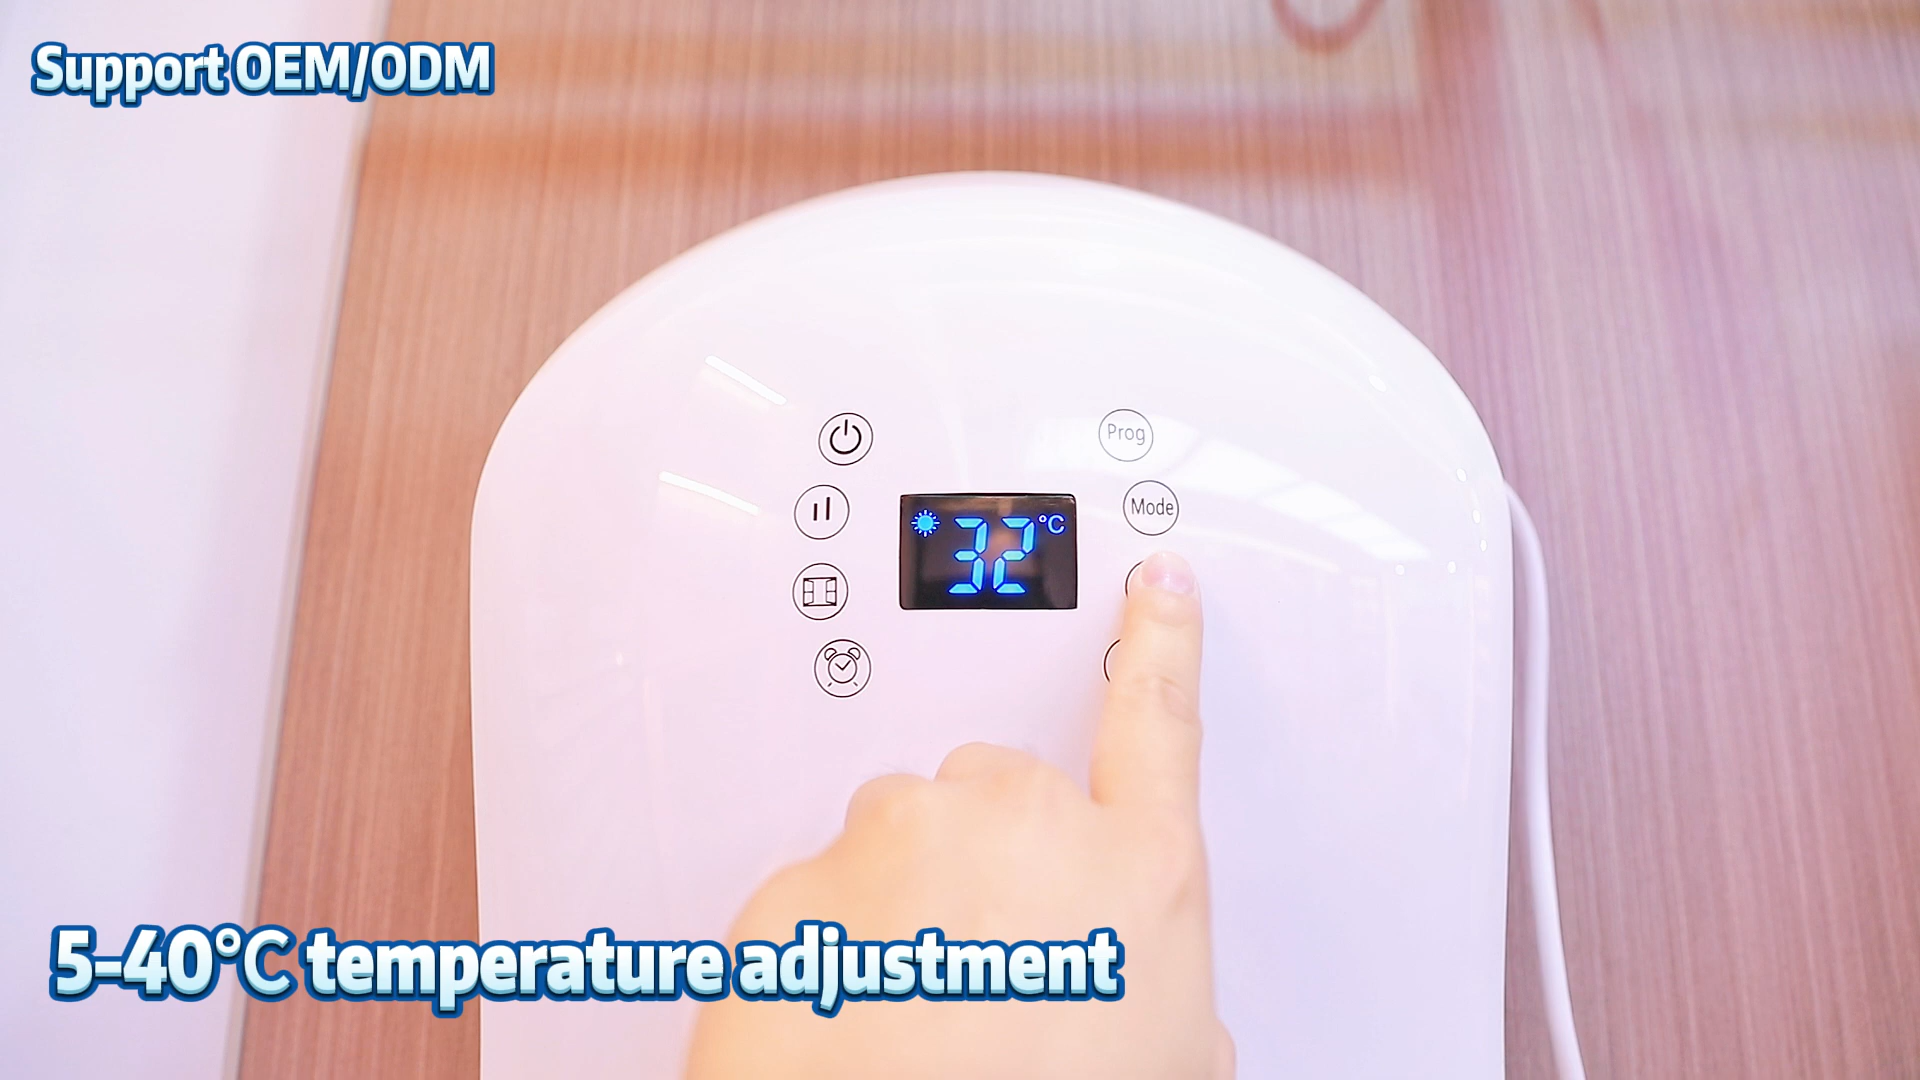 Support OEM/ODM
Prog
Mode
32 °C
5-40°C temperature adjustment